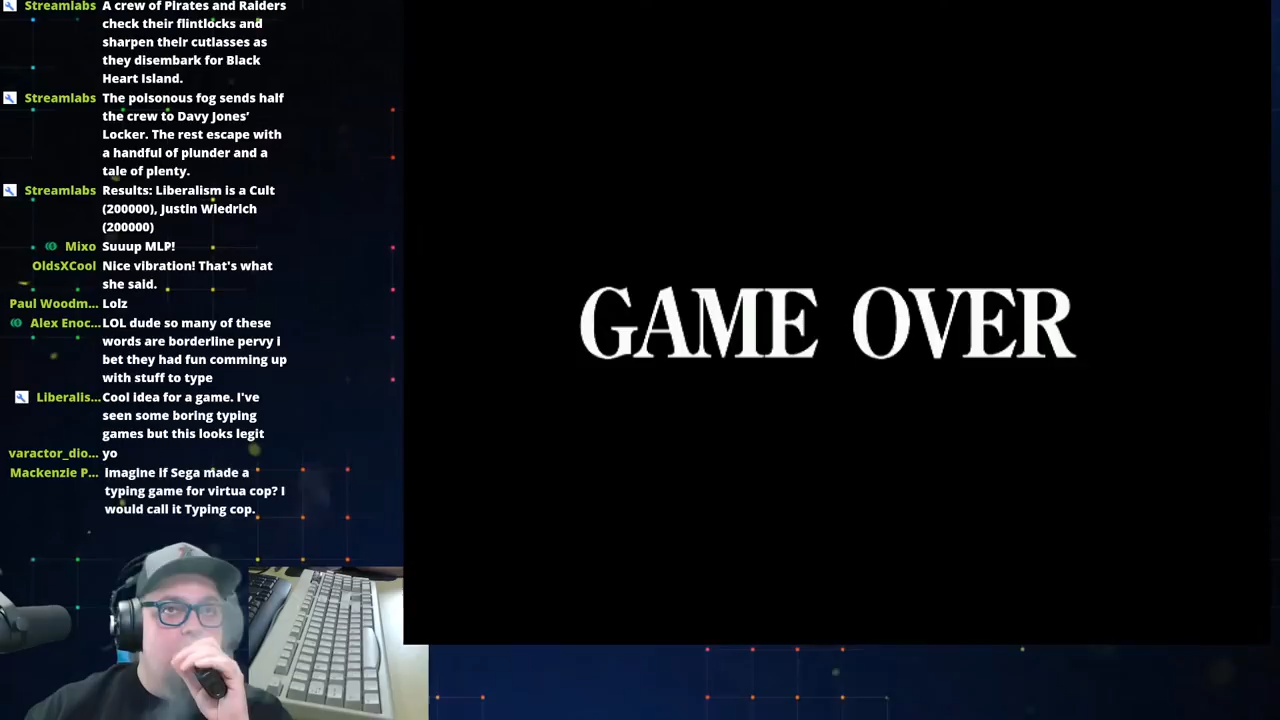 Streamlabs A crew of Pirates and Raiders
check their flintlocks and
sharpen their cutlasses as
they disembark for Black
Heart Island.
Streamlabs The poisonous fog sends half
the crew to Davy Jones'
Locker. The rest escape with
a handful of plunder and a
tale of plenty.
Streamlabs Results: Liberalism is a Cult
(200000), Justin Wiedrich
(200000)
Mixo Suuup MLP!
OldsXCool Nice vibration! That's what
she said.
Paul Woodm... Lolz
Alex Enoc... LOL dude so many of these
words are borderline pervy I
bet they had fun comming up
with stuff to type
Liberalis... Cool idea for a game. I've
seen some boring typing
games but this looks legit
varactor_dio... yo
Mackenzie P... imagine if Sega made a
typing game for virtua cop? I
would call it Typing cop.
GAME OVER